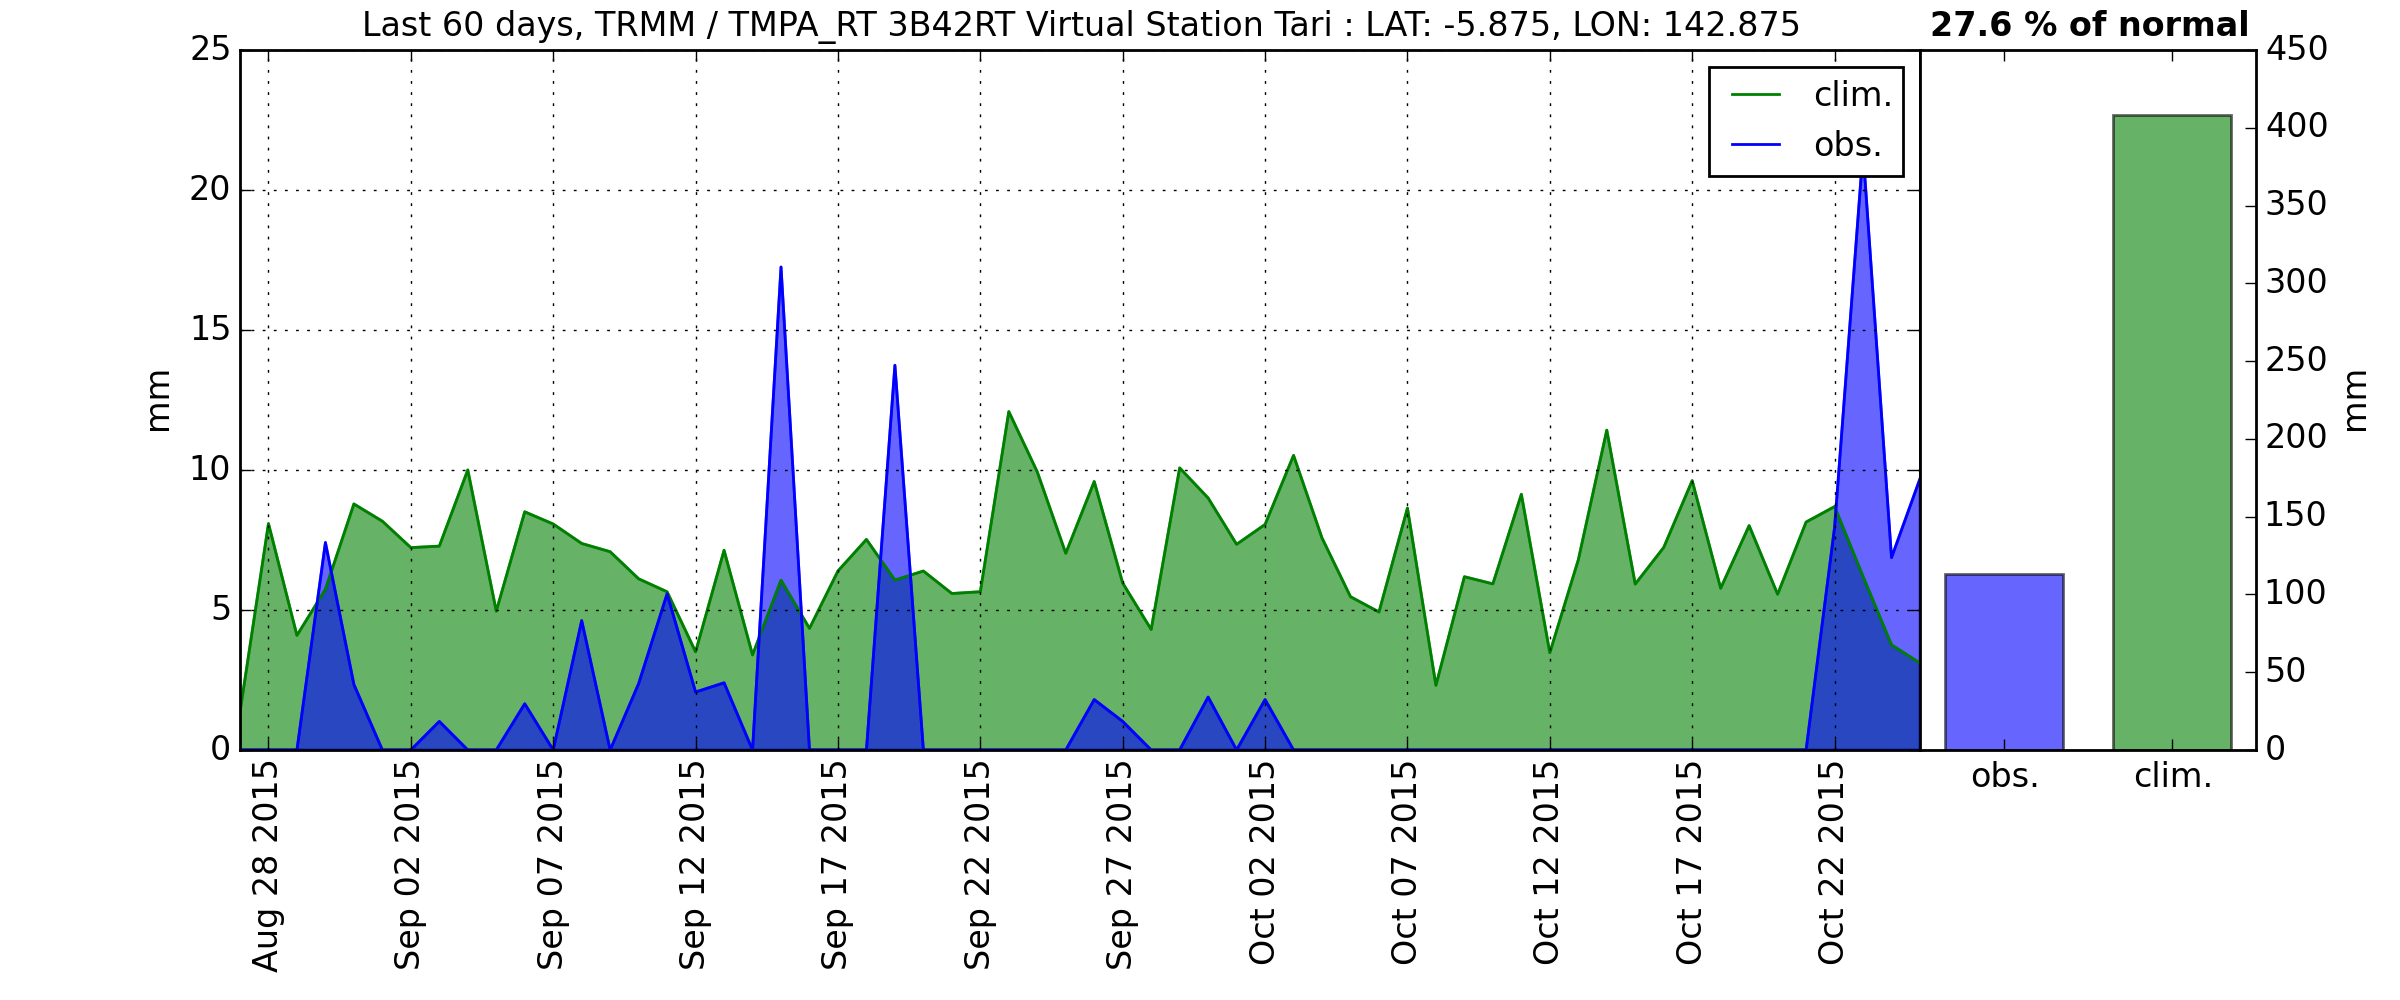 Last 60 days, TRMM / TMPA_RT 3B42RT Virtual Station Tari : LAT: -5.875, LON: 142.875
27.6 % of normal
25
20
15
10
5
0
mm
clim.
obs.
Aug 28 2015
Sep 02 2015
Sep 07 2015
Sep 12 2015
Sep 17 2015
Sep 22 2015
Sep 27 2015
Oct 02 2015
Oct 07 2015
Oct 12 2015
Oct 17 2015
Oct 22 2015
obs.
clim.
450
400
350
300
250
200
150
100
50
0
mm